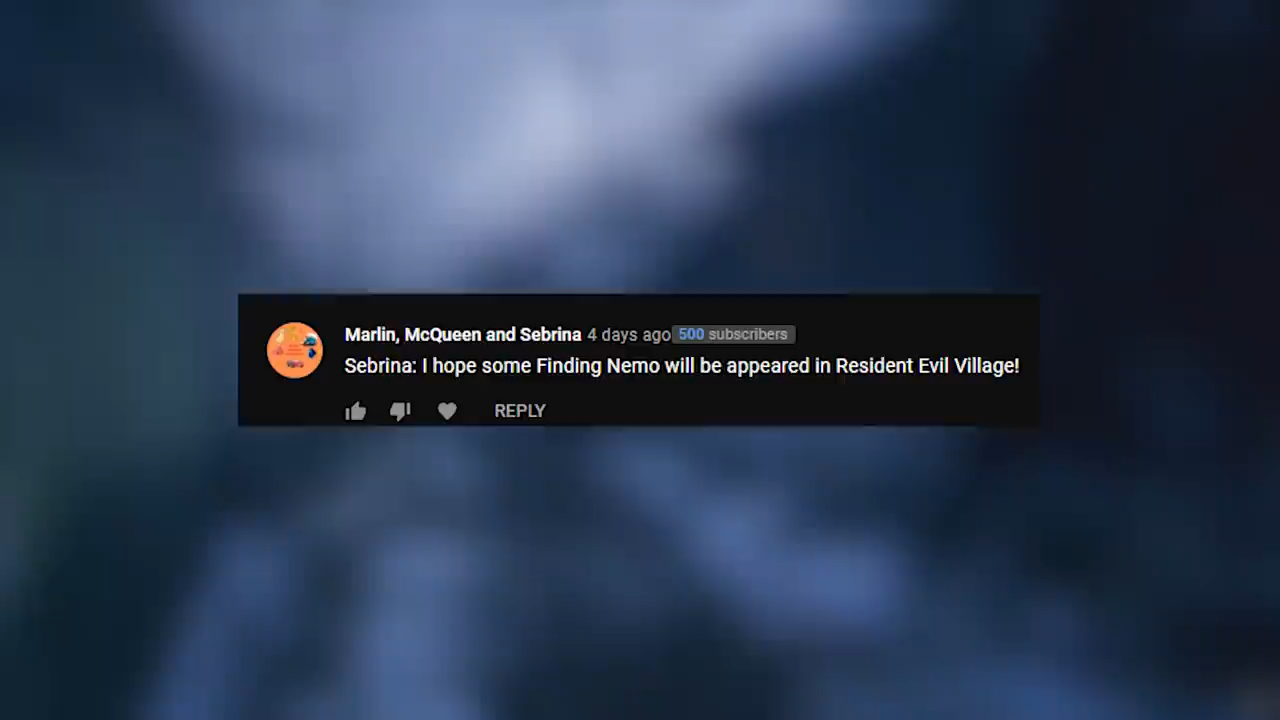 Marlin, McQueen and Sebrina 4 days ago 500 subscribers
Sebrina: I hope some Finding Nemo will be appeared in Resident Evil Village!
REPLY